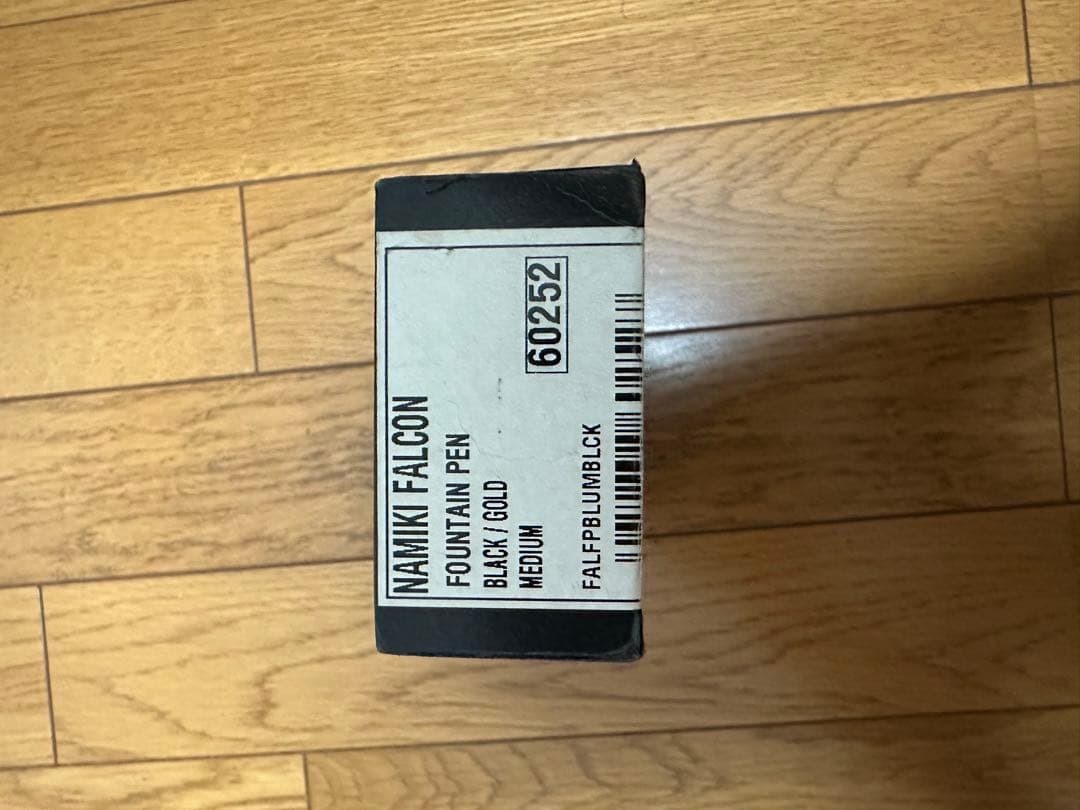 NAMIKI FALCON
FOUNTAIN PEN
BLACK / GOLD
MEDIUM
60252
FALFPBLUMBLCK